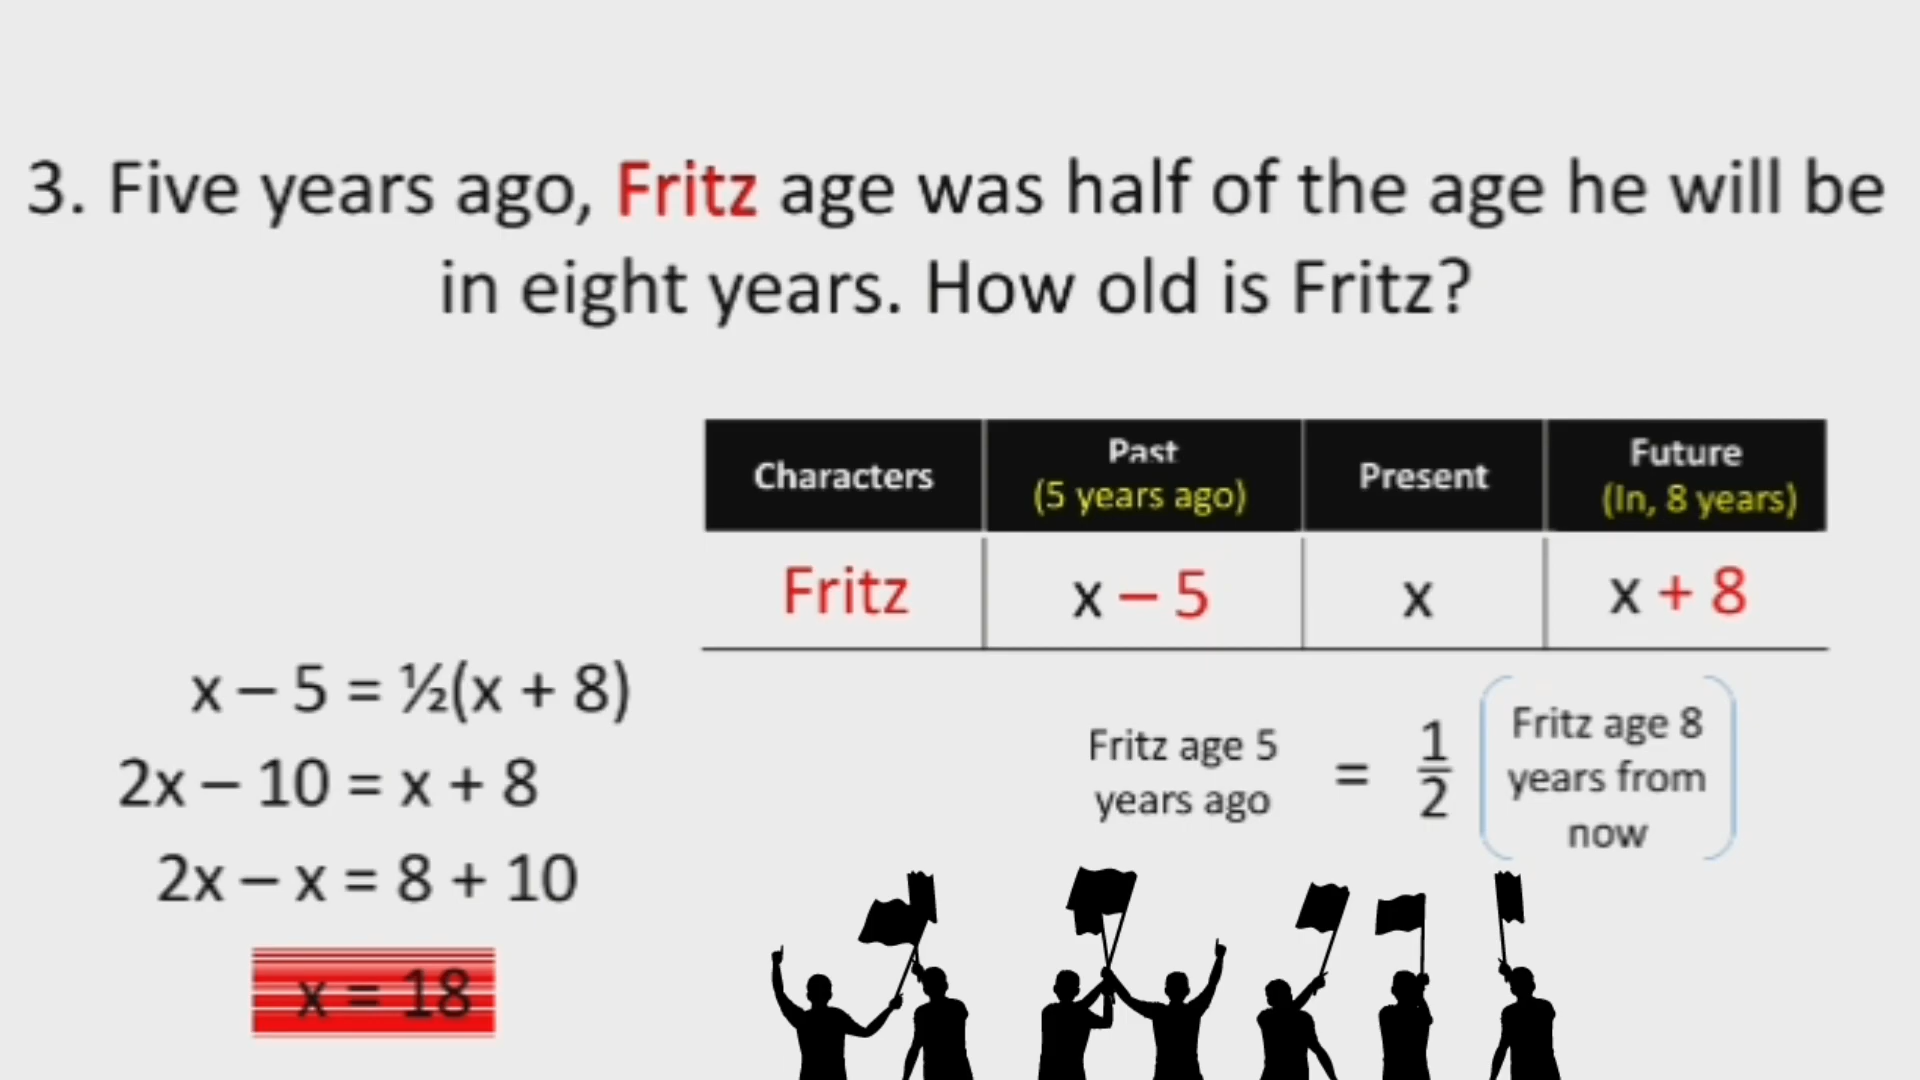 3. Five years ago, Fritz age was half of the age he will be
in eight years. How old is Fritz?
Characters Past (5 years ago) Present Future (In, 8 years)
Fritz x – 5 x x + 8
x – 5 = ½(x + 8)
2x – 10 = x + 8
2x – x = 8 + 10
x = 18
Fritz age 5
years ago
=
1
2
Fritz age 8
years from
now